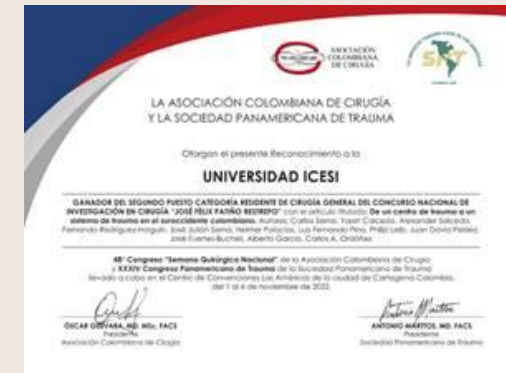 ASOCIACIÓN
COLOMBIANA
DE CIRUGÍA
LA ASOCIACIÓN COLOMBIANA DE CIRUGÍA
Y LA SOCIEDAD PANAMERICANA DE TRAUMA
Otorgan el presente Reconocimiento a la:
UNIVERSIDAD ICESI
GANADOR DEL SEGUNDO PUESTO CATEGORÍA RESIDENTE DE CIRUGÍA GENERAL DEL CONCURSO NACIONAL DE
INVESTIGACIÓN EN CIRUGÍA "JOSÉ FÉLIX PATIÑO RESTREPO" con el artículo titulado: De un centro de trauma a un
sistema de trauma en el suroccidente colombiano. Autores: Carlos Serna, Yaset Caicedo, Alexander Salcedo,
Fernando Rodríguez-Holguín, José Julián Serna, Helmer Palacios, Luis Fernando Pino, Philip Leib, Juan David Peláez,
José Fuertes-Bucheli, Alberto García, Carlos A. Ordóñez
48° Congreso "Semana Quirúrgica Nacional" de la Asociación Colombiana de Cirugía
y XXXIV Congreso Panamericano de Trauma de la Sociedad Panamericana de Trauma
llevado a cabo en el Centro de Convenciones Las Américas de la ciudad de Cartagena Colombia,
del 1 al 4 de noviembre de 2022
ÓSCAR GUEVARA, MD. MSc, FACS
Presidente
Asociación Colombiana de Cirugía
ANTONIO MARTTOS, MD. FACS
Presidente
Sociedad Panamericana de Trauma